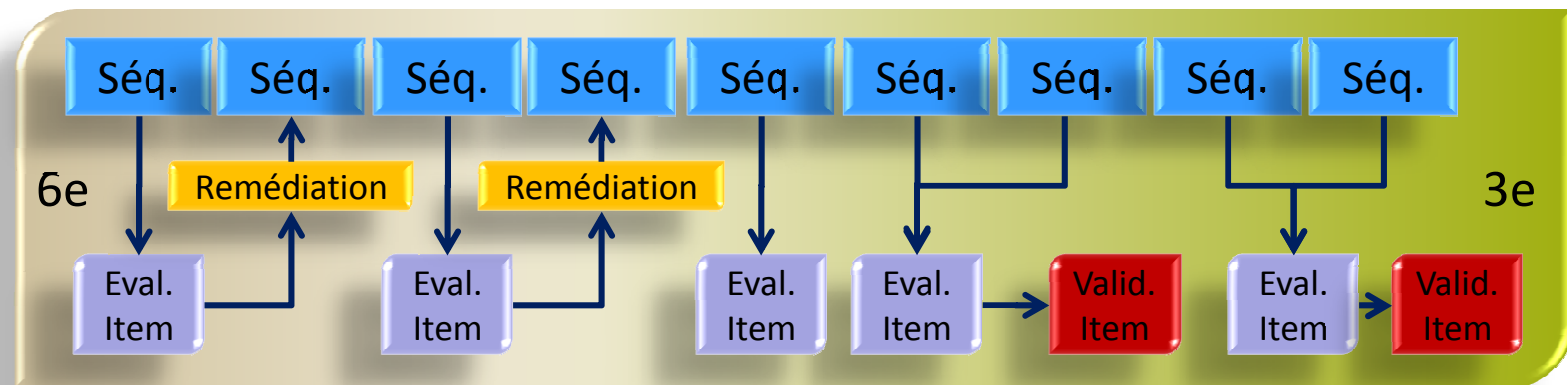 Séq. Séq. Séq. Séq. Séq. Séq. Séq. Séq. Séq.
6e Remédiation Remédiation 3e
Eval. Eval. Eval. Eval. Valid. Eval. Valid.
Item Item Item Item Item Item Item